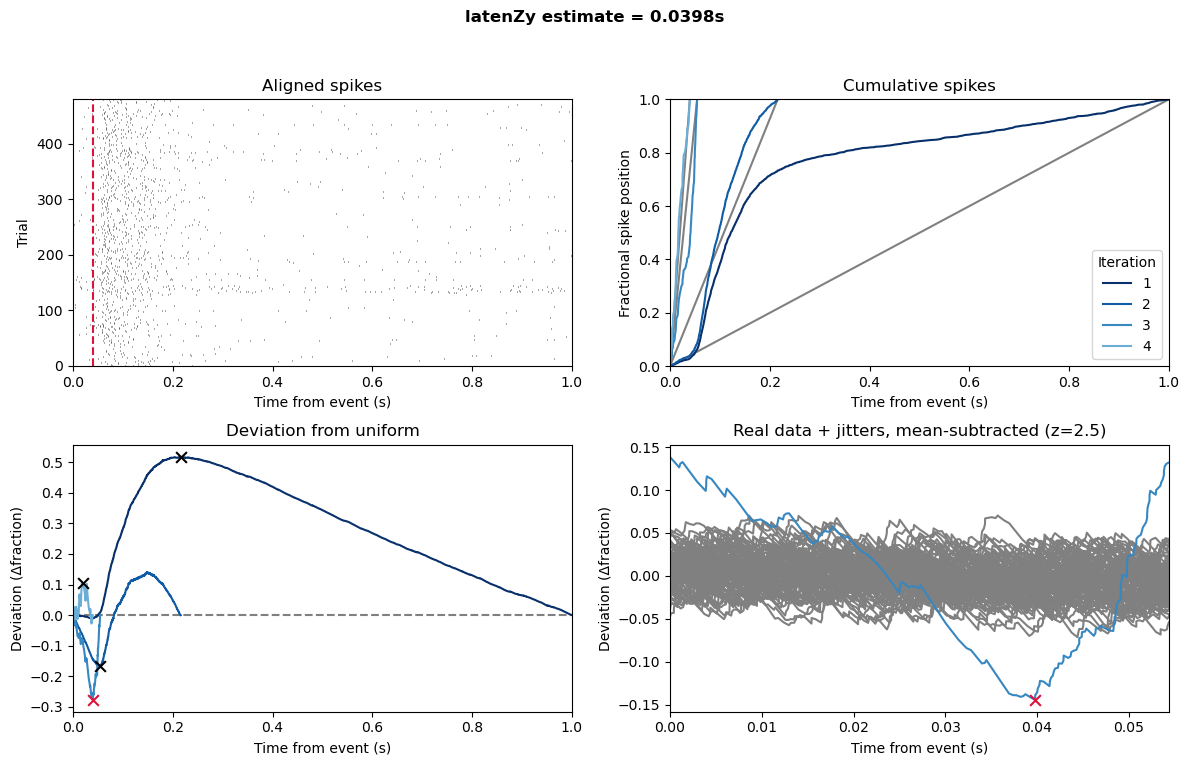 latenZy estimate = 0.0398s
Aligned spikes
Trial
400
300
200
100
0
0.0 0.2 0.4 0.6 0.8 1.0
Time from event (s)
Cumulative spikes
Fractional spike position
1.0
0.8
0.6
0.4
0.2
0.0
Iteration
1
2
3
4
0.0 0.2 0.4 0.6 0.8 1.0
Time from event (s)
Deviation from uniform
Deviation (Δfraction)
0.5
0.4
0.3
0.2
0.1
0.0
−0.1
−0.2
−0.3
0.0 0.2 0.4 0.6 0.8 1.0
Time from event (s)
Real data + jitters, mean-subtracted (z=2.5)
Deviation (Δfraction)
0.15
0.10
0.05
0.00
−0.05
−0.10
−0.15
0.00 0.01 0.02 0.03 0.04 0.05
Time from event (s)